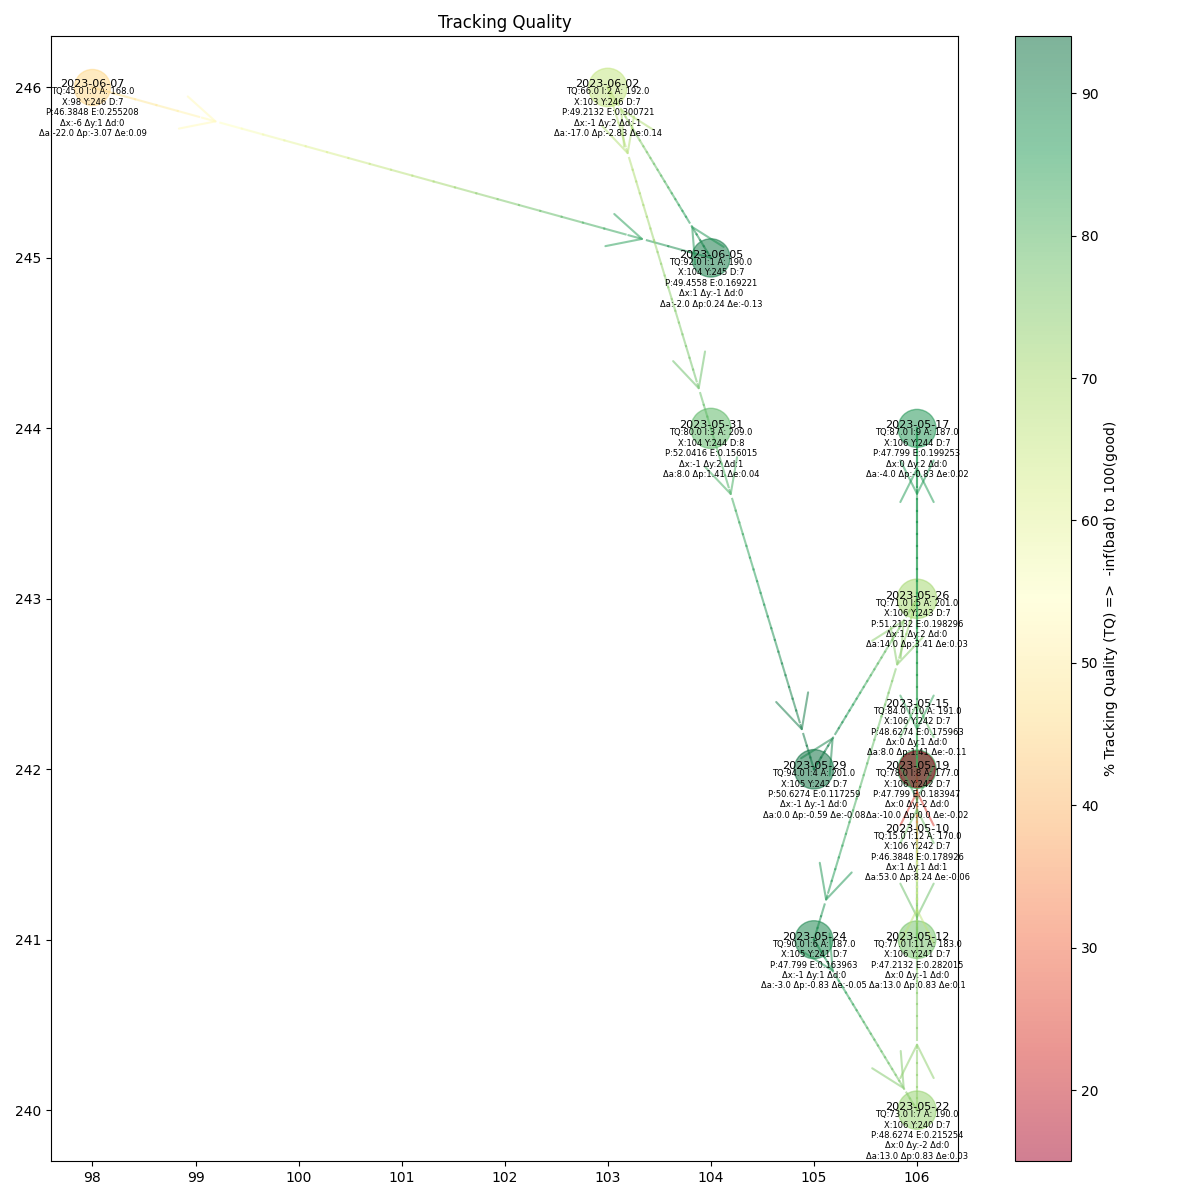 Tracking Quality
2023-06-07
TQ:45.0 I:0 A: 168.0
X:98 Y:246 D:7
P:46.3848 E:0.255208
Δx:-6 Δy:1 Δd:0
Δa:-22.0 Δp:-3.07 Δe:0.09
2023-06-02
TQ:66.0 I:2 A: 192.0
X:103 Y:246 D:7
P:49.2132 E:0.300721
Δx:-1 Δy:2 Δd:-1
Δa:-17.0 Δp:-2.83 Δe:0.14
2023-06-05
TQ:92.0 I:1 A: 190.0
X:104 Y:245 D:7
P:49.4558 E:0.169221
Δx:1 Δy:-1 Δd:0
Δa:-2.0 Δp:0.24 Δe:-0.13
2023-05-31
TQ:80.0 I:3 A: 209.0
X:104 Y:244 D:8
P:52.0416 E:0.156015
Δx:-1 Δy:2 Δd:1
Δa:8.0 Δp:1.41 Δe:0.04
2023-05-17
TQ:87.0 I:9 A: 187.0
X:106 Y:244 D:7
P:47.799 E:0.199253
Δx:0 Δy:2 Δd:0
Δa:-4.0 Δp:-0.83 Δe:0.02
2023-05-26
TQ:71.0 I:5 A: 201.0
X:106 Y:243 D:7
P:51.2132 E:0.198296
Δx:1 Δy:2 Δd:0
Δa:14.0 Δp:3.41 Δe:0.03
2023-05-15
TQ:84.0 I:10 A: 191.0
X:106 Y:242 D:7
P:48.6274 E:0.175963
Δx:0 Δy:1 Δd:0
Δa:8.0 Δp:1.41 Δe:-0.11
2023-05-29
TQ:94.0 I:4 A: 201.0
X:105 Y:242 D:7
P:50.6274 E:0.117259
Δx:-1 Δy:-1 Δd:0
Δa:0.0 Δp:-0.59 Δe:-0.08
2023-05-19
TQ:78.0 I:8 A: 177.0
X:106 Y:242 D:7
P:47.799 E:0.183947
Δx:0 Δy:-2 Δd:0
Δa:-10.0 Δp:0.0 Δe:-0.02
2023-05-10
TQ:15.0 I:12 A: 170.0
X:106 Y:242 D:7
P:46.3848 E:0.178926
Δx:1 Δy:1 Δd:1
Δa:53.0 Δp:8.24 Δe:-0.06
2023-05-24
TQ:90.0 I:6 A: 187.0
X:105 Y:241 D:7
P:47.799 E:0.163963
Δx:-1 Δy:1 Δd:0
Δa:-3.0 Δp:-0.83 Δe:-0.05
2023-05-12
TQ:77.0 I:11 A: 183.0
X:106 Y:241 D:7
P:47.2132 E:0.282015
Δx:0 Δy:-1 Δd:0
Δa:13.0 Δp:0.83 Δe:0.1
2023-05-22
TQ:73.0 I:7 A: 190.0
X:106 Y:240 D:7
P:48.6274 E:0.215254
Δx:0 Δy:-2 Δd:0
Δa:13.0 Δp:0.83 Δe:0.03
246
245
244
243
242
241
240
98
99
100
101
102
103
104
105
106
90
80
70
60
50
40
30
20
% Tracking Quality (TQ) => -inf(bad) to 100(good)